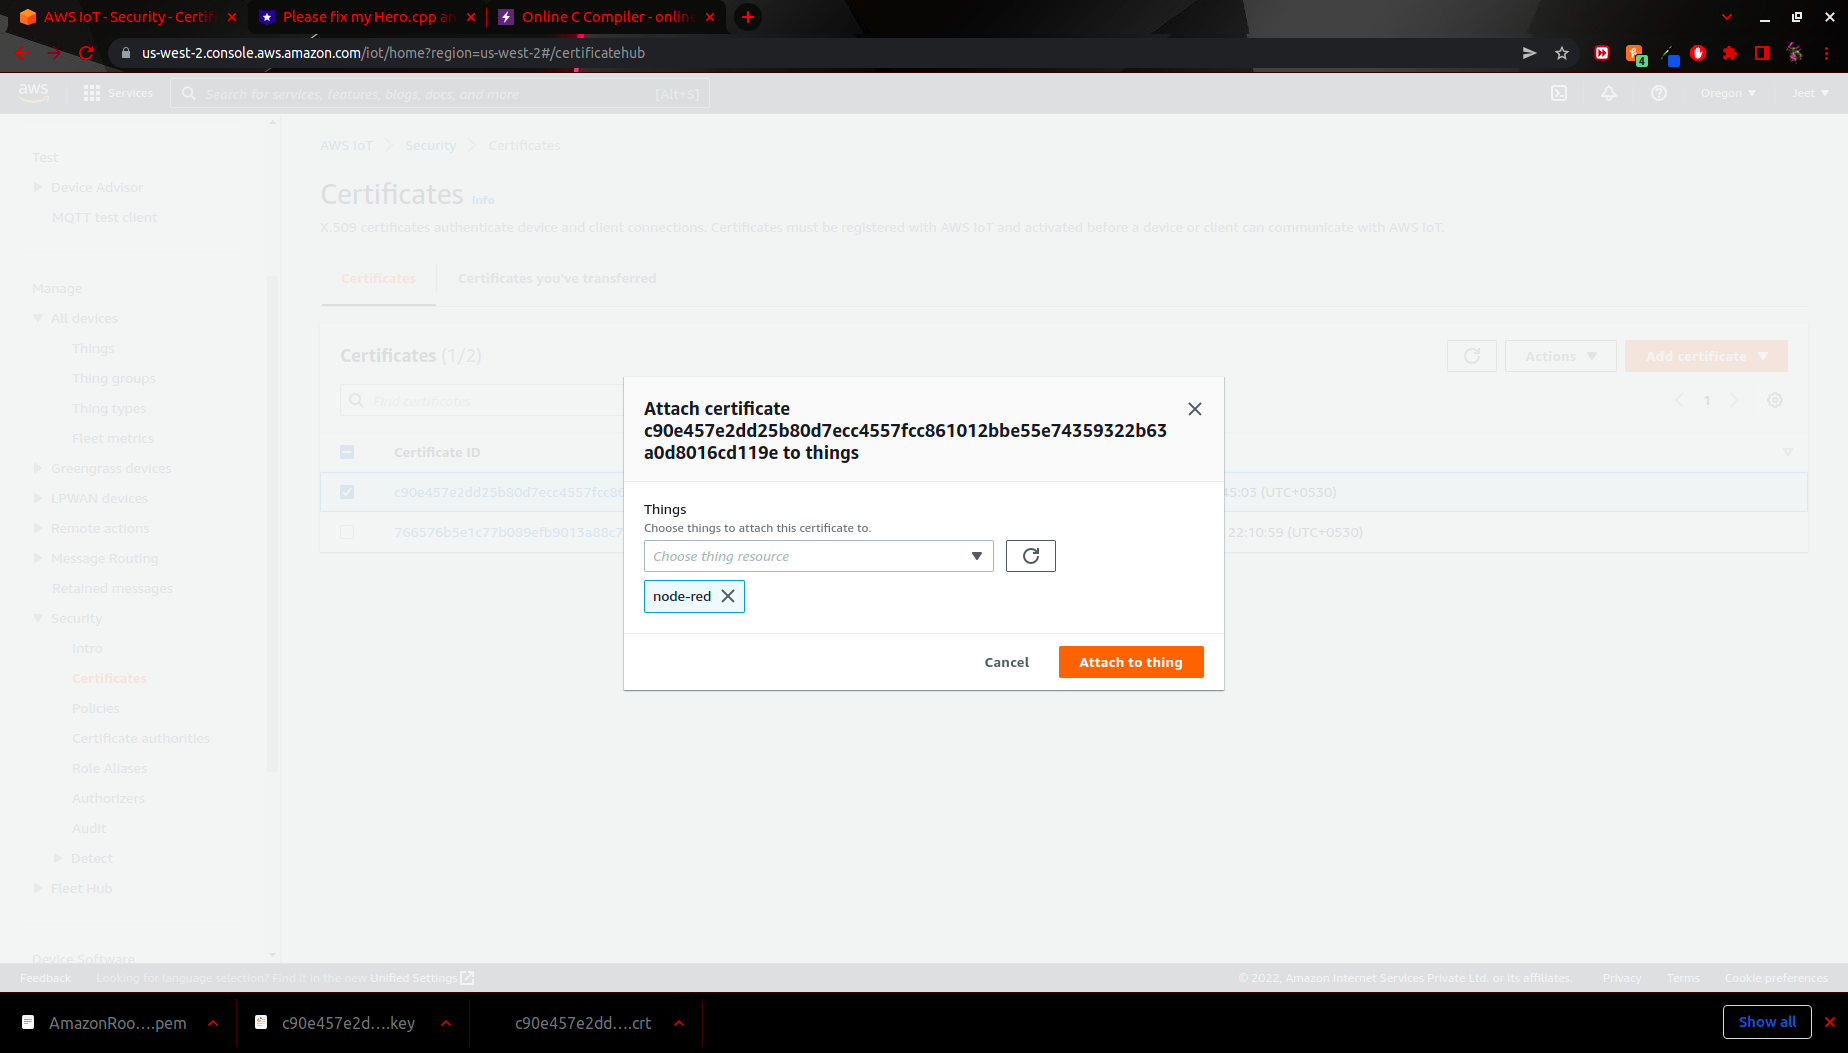 AWS IoT - Security - Certifi
Please fix my Hero.cpp an
Online C Compiler - online
us-west-2.console.aws.amazon.com/iot/home?region=us-west-2#/certificatehub
4
aws
Services
Search for services, features, blogs, docs, and more
[Alt+S]
Oregon
Jeet
Test
Device Advisor
MQTT test client
Manage
All devices
Things
Thing groups
Thing types
Fleet metrics
Greengrass devices
LPWAN devices
Remote actions
Message Routing
Retained messages
Security
Intro
Certificates
Policies
Certificate authorities
Role Aliases
Authorizers
Audit
Detect
Fleet Hub
Device Software
AWS IoT
Security
Certificates
Certificates Info
X.509 certificates authenticate device and client connections. Certificates must be registered with AWS IoT and activated before a device or client can communicate with AWS IoT.
Certificates
Certificates you've transferred
Certificates (1/2)
Actions
Add certificate
Find certificates
1
Certificate ID
c90e457e2dd25b80d7ecc4557fcc86
45:03 (UTC+0530)
766576b5e1c77b089efb9013a88c7
22:10:59 (UTC+0530)
Attach certificate
c90e457e2dd25b80d7ecc4557fcc861012bbe55e74359322b63
a0d8016cd119e to things
Things
Choose things to attach this certificate to.
Choose thing resource
node-red
Cancel
Attach to thing
Feedback
Looking for language selection? Find it in the new Unified Settings
© 2022, Amazon Internet Services Private Ltd. or its affiliates.
Privacy
Terms
Cookie preferences
AmazonRoo....pem
c90e457e2d....key
c90e457e2dd....crt
Show all